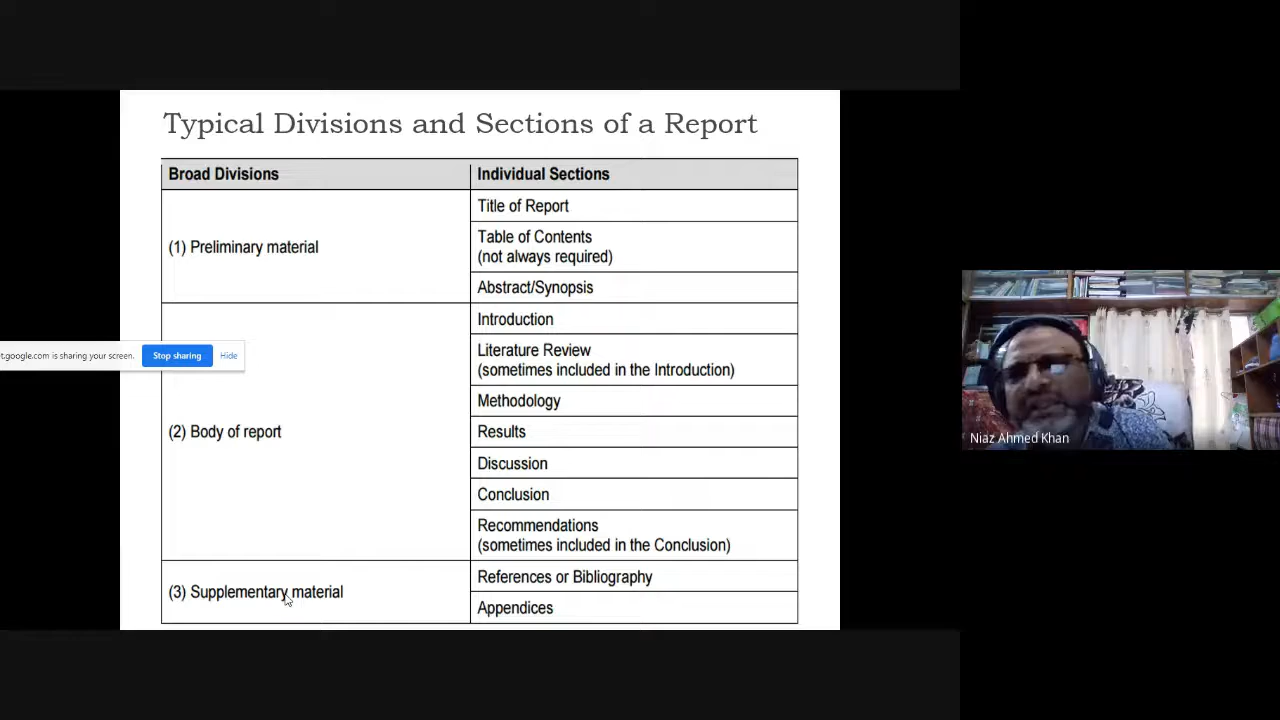 Typical Divisions and Sections of a Report
Broad Divisions
Individual Sections
(1) Preliminary material
Title of Report
Table of Contents
(not always required)
Abstract/Synopsis
(2) Body of report
Introduction
Literature Review
(sometimes included in the Introduction)
Methodology
Results
Discussion
Conclusion
Recommendations
(sometimes included in the Conclusion)
(3) Supplementary material
References or Bibliography
Appendices
t.google.com is sharing your screen.
Stop sharing
Hide
Niaz Ahmed Khan